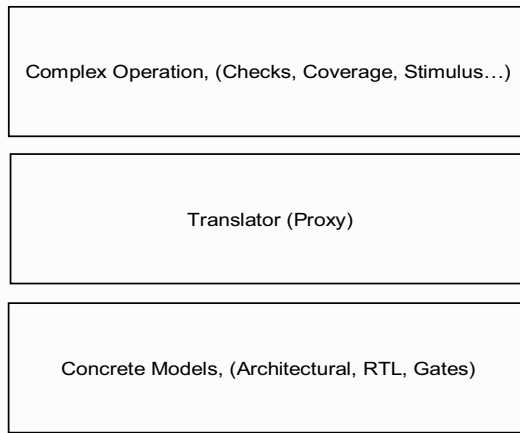 Complex Operation, (Checks, Coverage, Stimulus…)
Translator (Proxy)
Concrete Models, (Architectural, RTL, Gates)